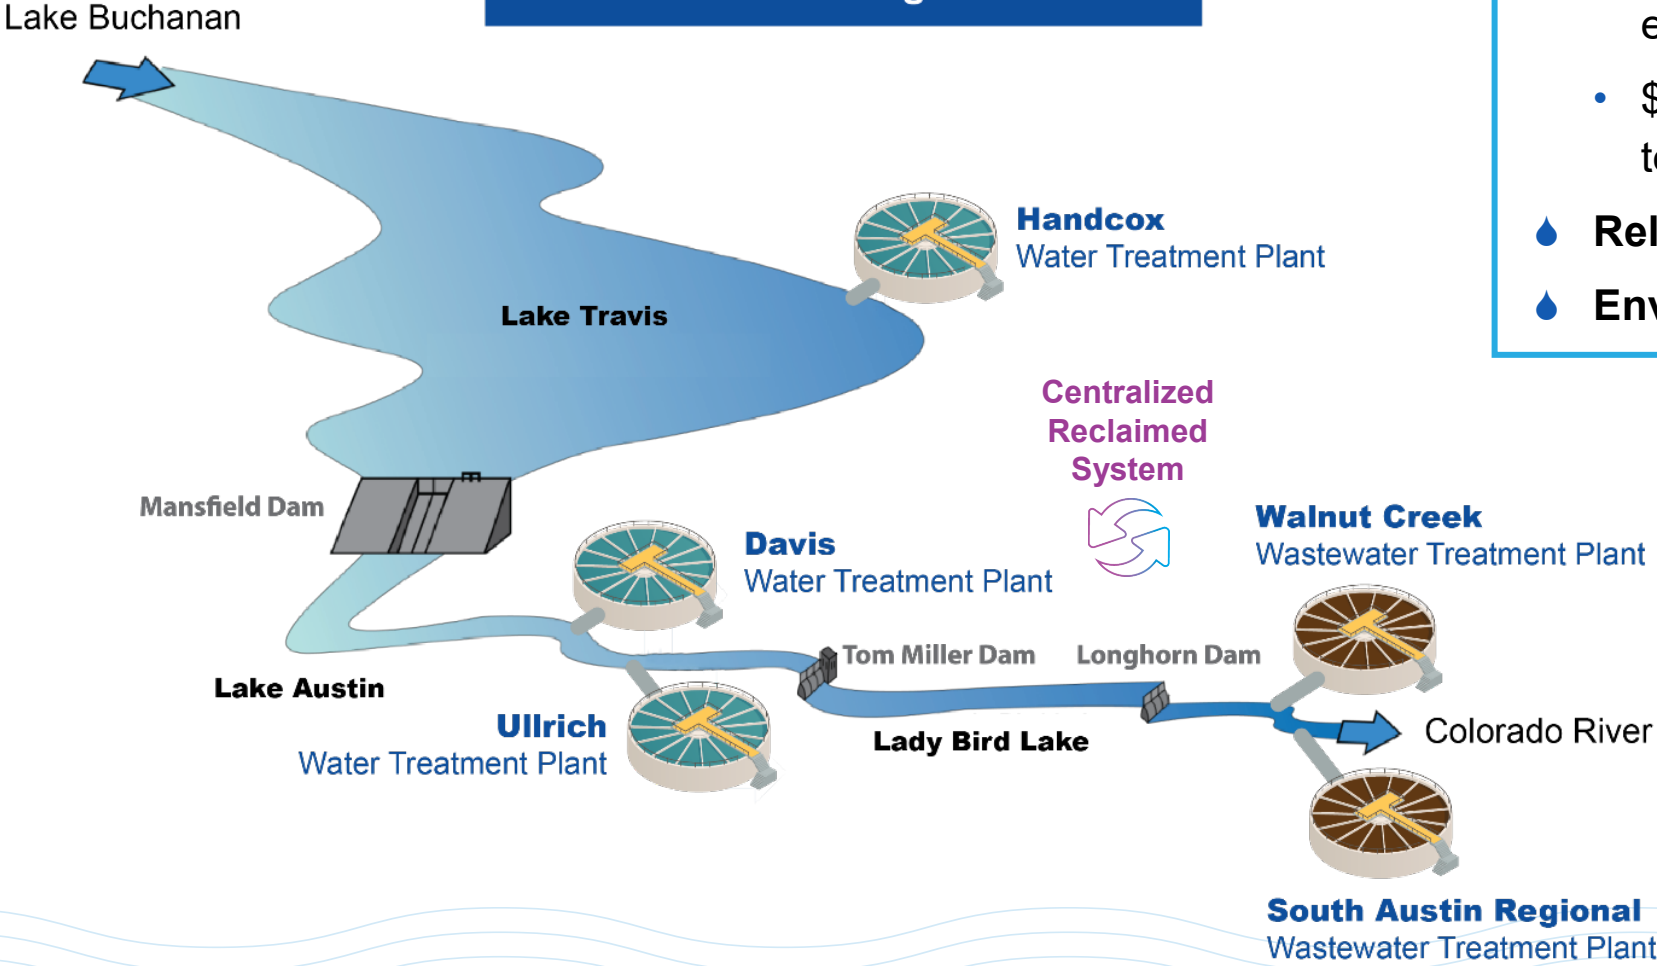 Lake Buchanan
$
Handcox
Water Treatment Plant
Lake Travis
Centralized
Reclaimed
System
Mansfield Dam
Davis
Water Treatment Plant
Walnut Creek
Wastewater Treatment Plant
Tom Miller Dam
Longhorn Dam
Lake Austin
Ullrich
Water Treatment Plant
Lady Bird Lake
Colorado River
South Austin Regional
Wastewater Treatment Plant